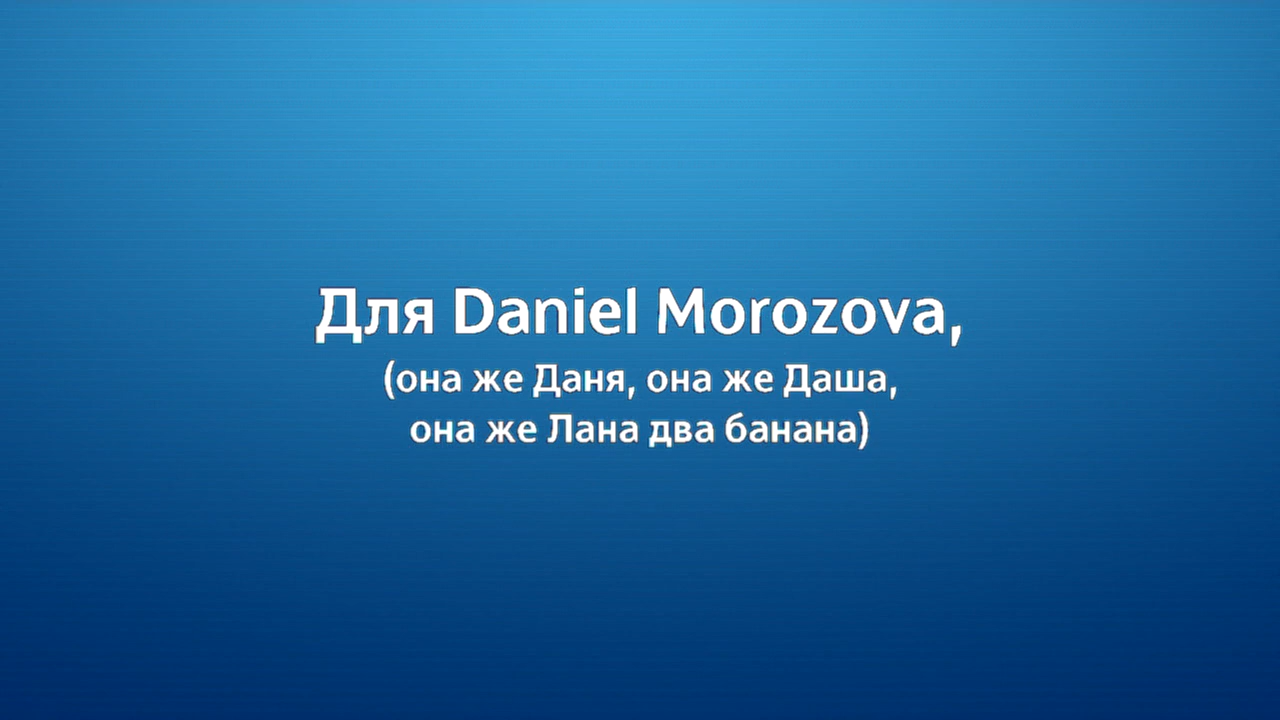 Для Daniel Morozova,
(она же Даня, она же Даша,
она же Лана два банана)